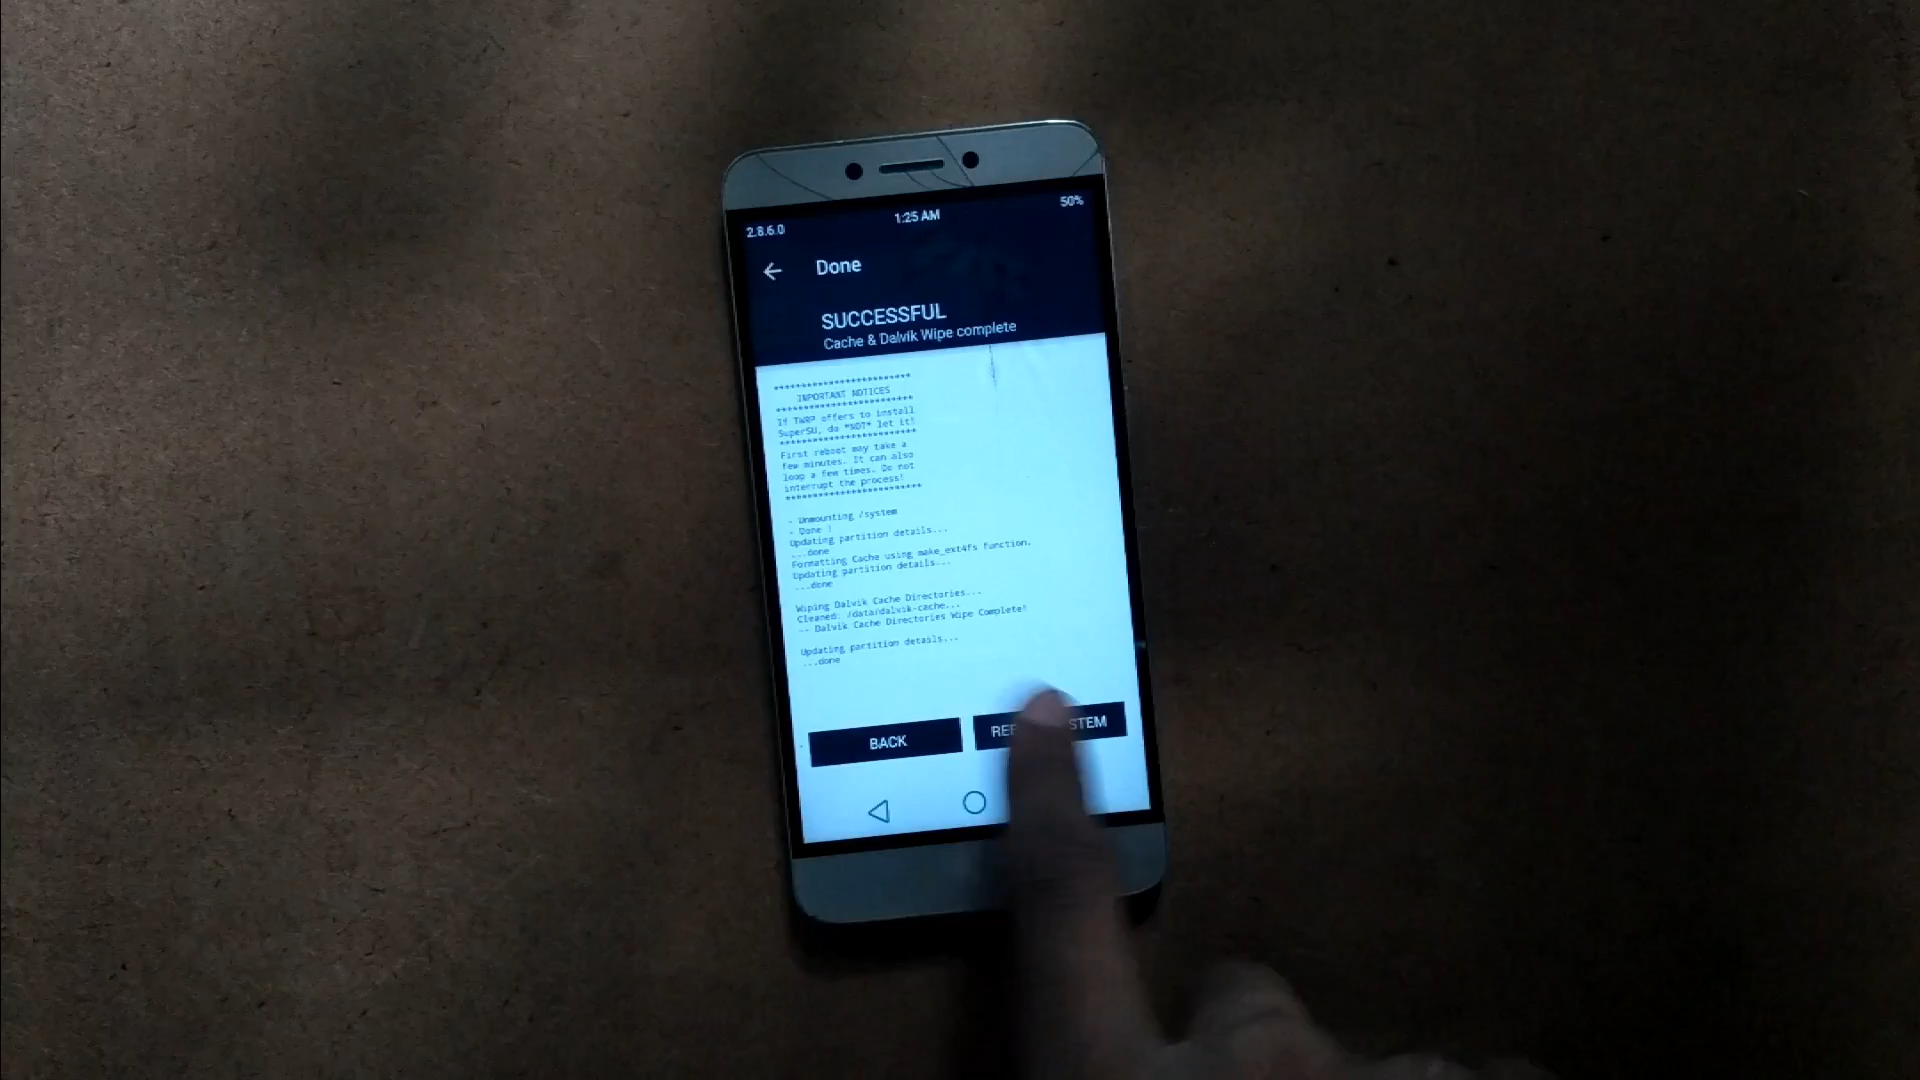 2.8.6.0 1:25 AM 50%
Done
SUCCESSFUL
Cache & Dalvik Wipe complete
*************************
IMPORTANT NOTICES
*************************
If TWRP offers to install
SuperSU, do *NOT* let it!
*************************
First reboot may take a
few minutes. It can also
loop a few times. Do not
interrupt the process!
*************************
- Unmounting /system
- Done !
Updating partition details...
...done
Formatting Cache using make_ext4fs function.
Updating partition details...
...done
Wiping Dalvik Cache Directories...
Cleaned: /data/dalvik-cache...
-- Dalvik Cache Directories Wipe Complete!
Updating partition details...
...done
BACK